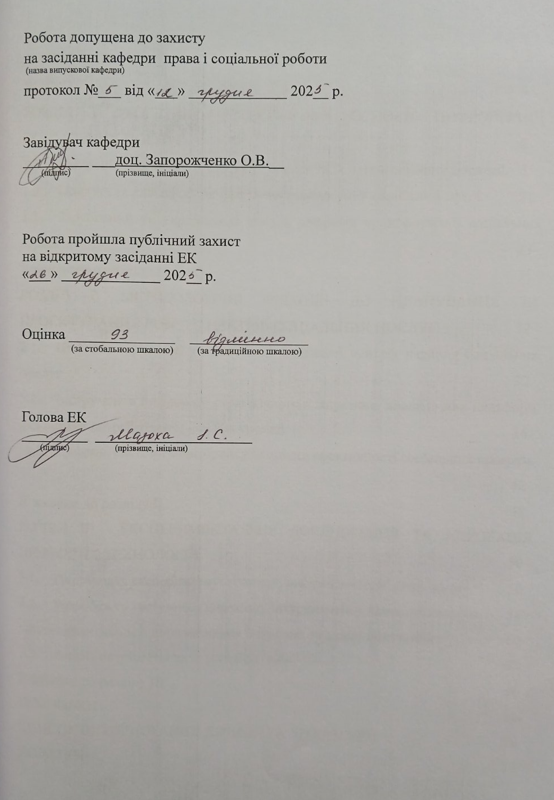 Робота допущена до захисту
на засіданні кафедри права і соціальної роботи
(назва випускової кафедри)
протокол № 5 від «12» грудня 2025 р.
Завідувач кафедри
доц. Запорожченко О.В.
(підпис) (прізвище, ініціали)
Робота пройшла публічний захист
на відкритому засіданні ЕК
«26» грудня 2025 р.
Оцінка 93 відмінно
(за стобальною шкалою) (за традиційною шкалою)
Голова ЕК
І.С.
(підпис) (прізвище, ініціали)